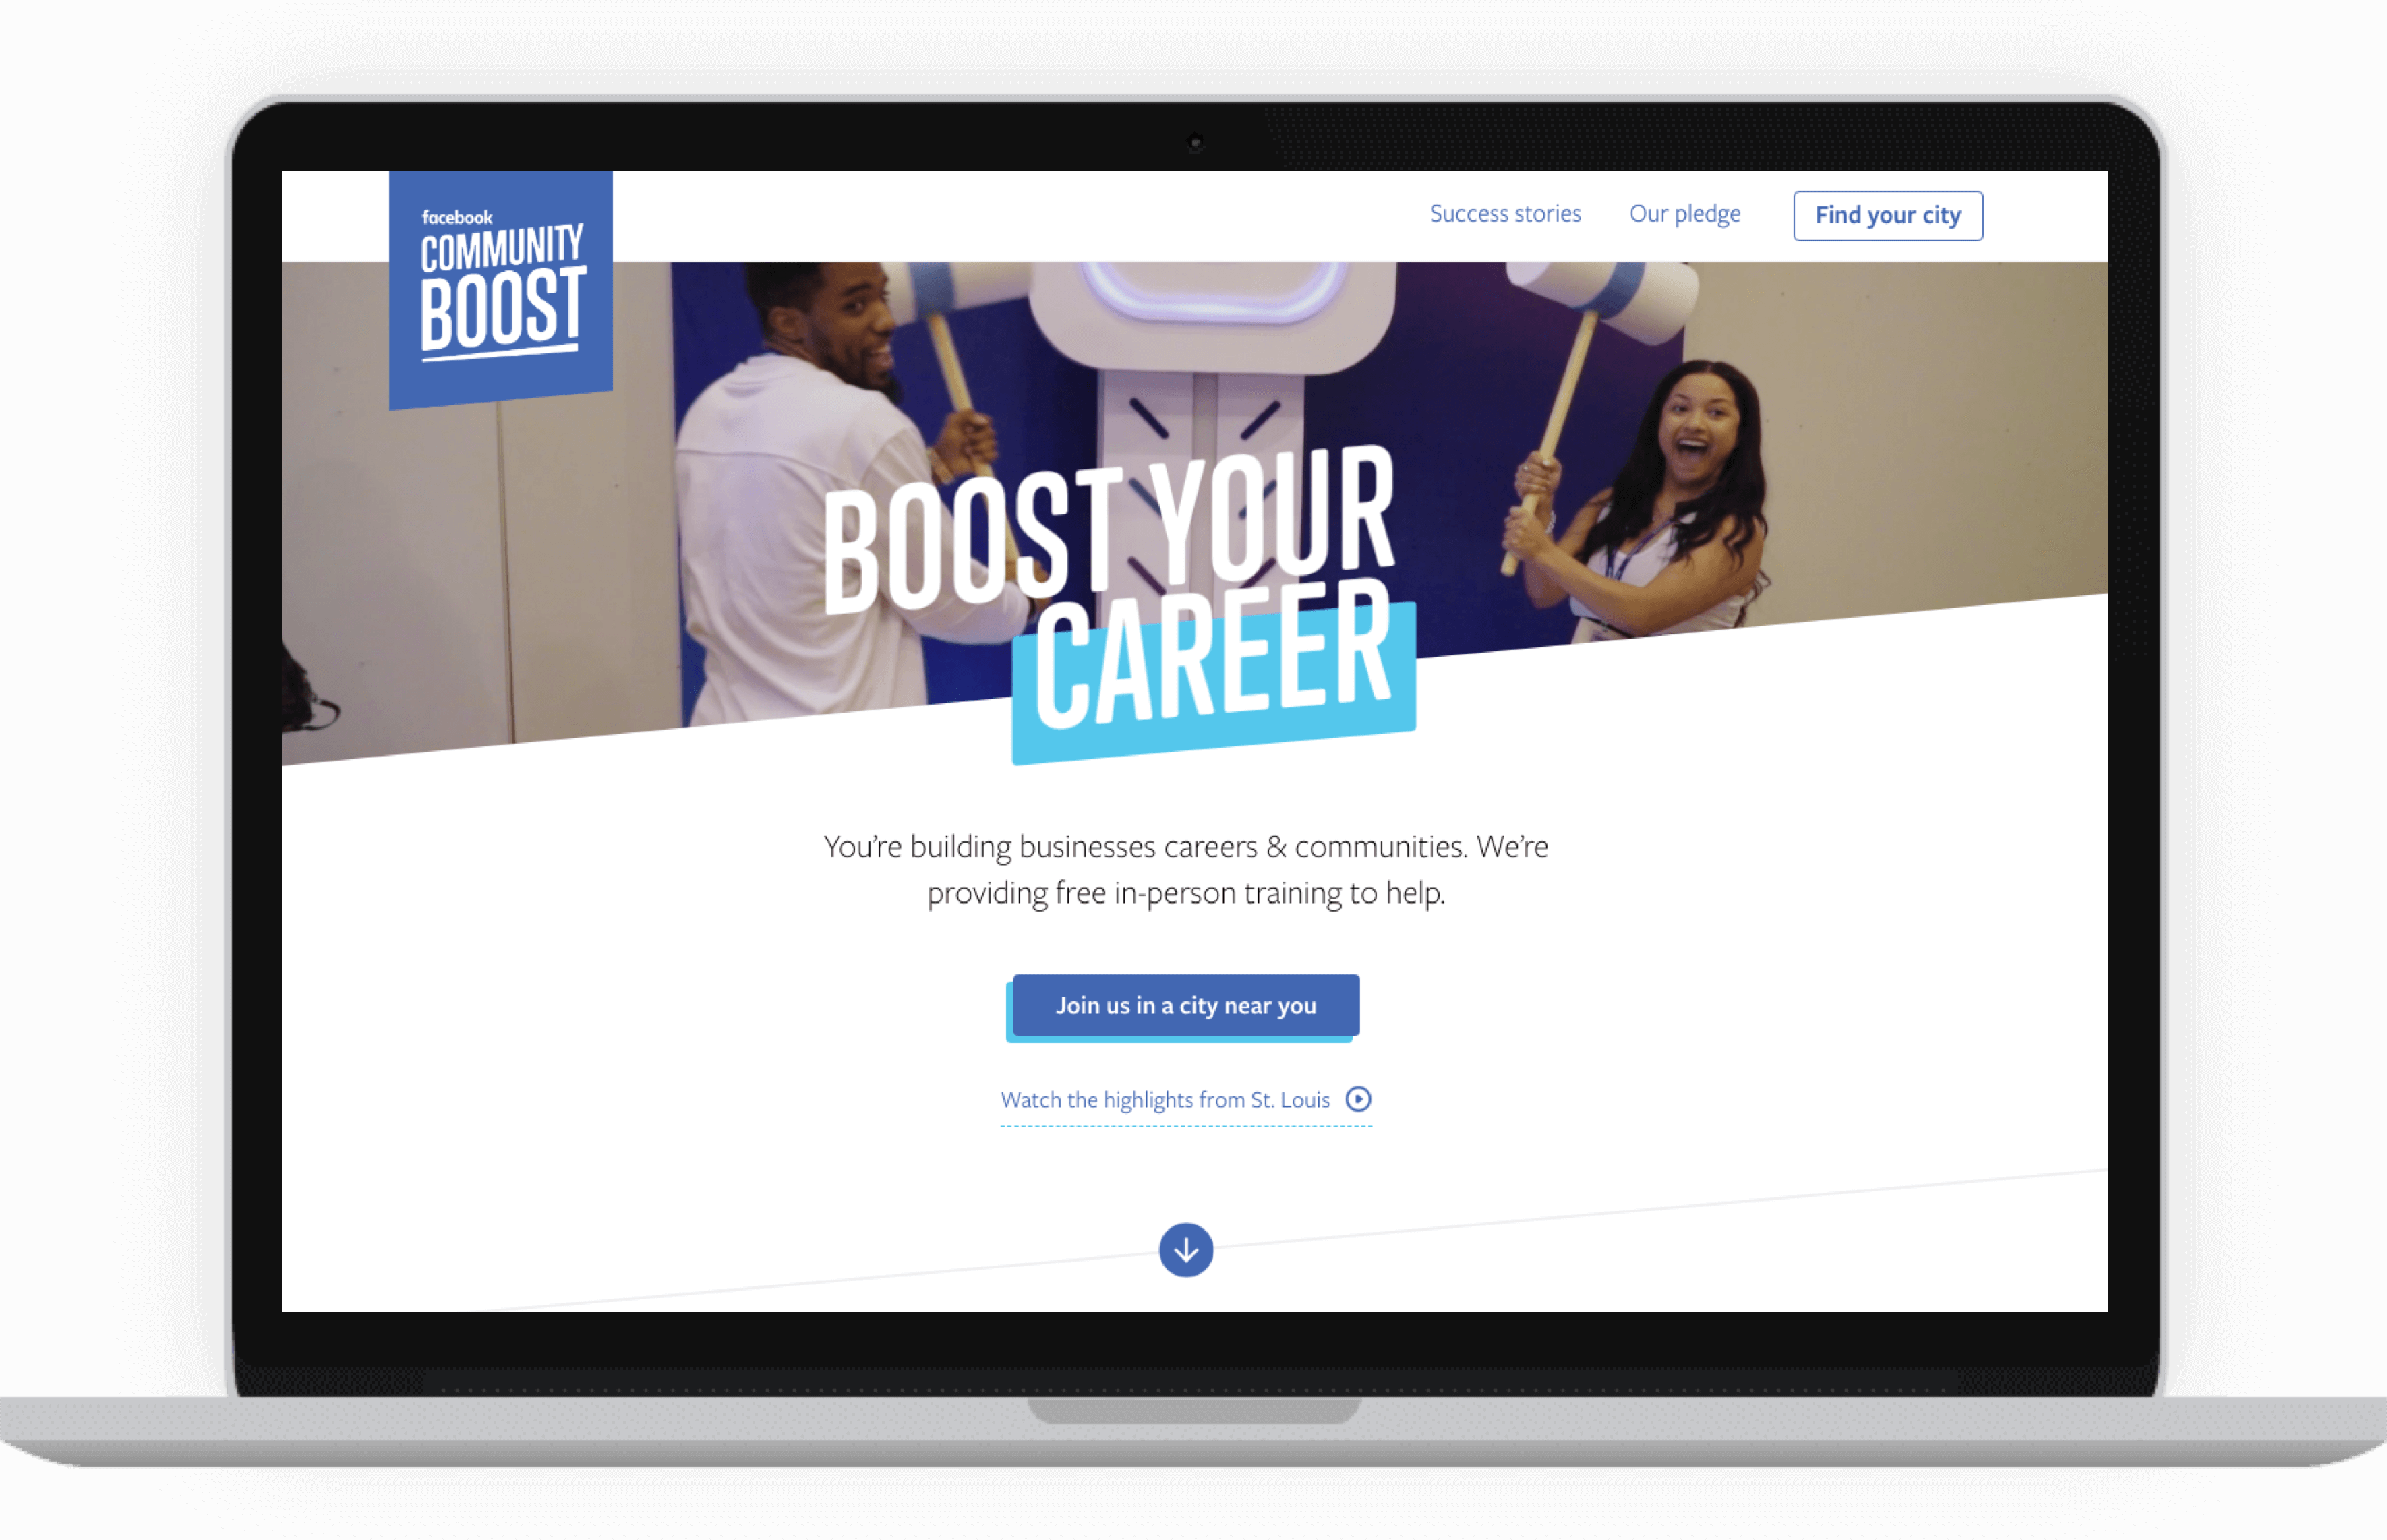 facebook
COMMUNITY
BOOST
Success stories
Our pledge
Find your city
BOOST YOUR
CAREER
You’re building businesses careers & communities. We’re
providing free in-person training to help.
Join us in a city near you
Watch the highlights from St. Louis